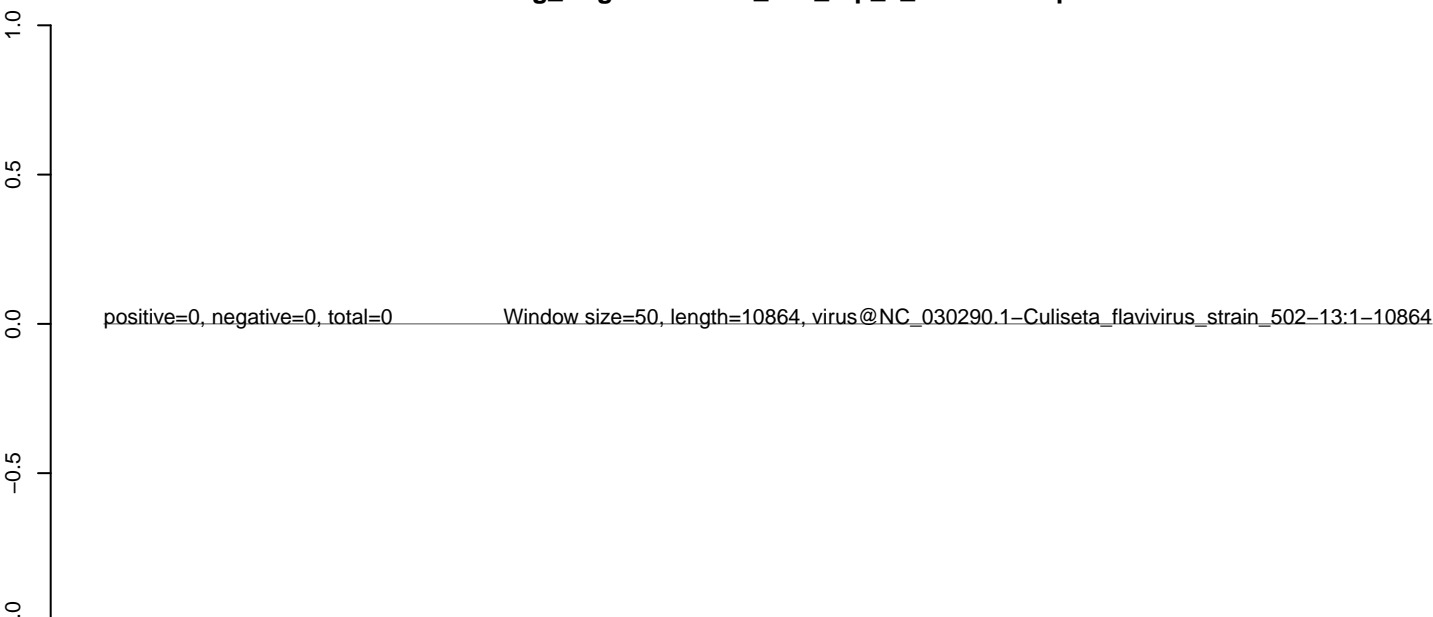 1.0
0.5
0.0
positive=0, negative=0, total=0 Window size=50, length=10864, virus@NC_030290.1−Culiseta_flavivirus_strain_502−13:1−10864
−0.5